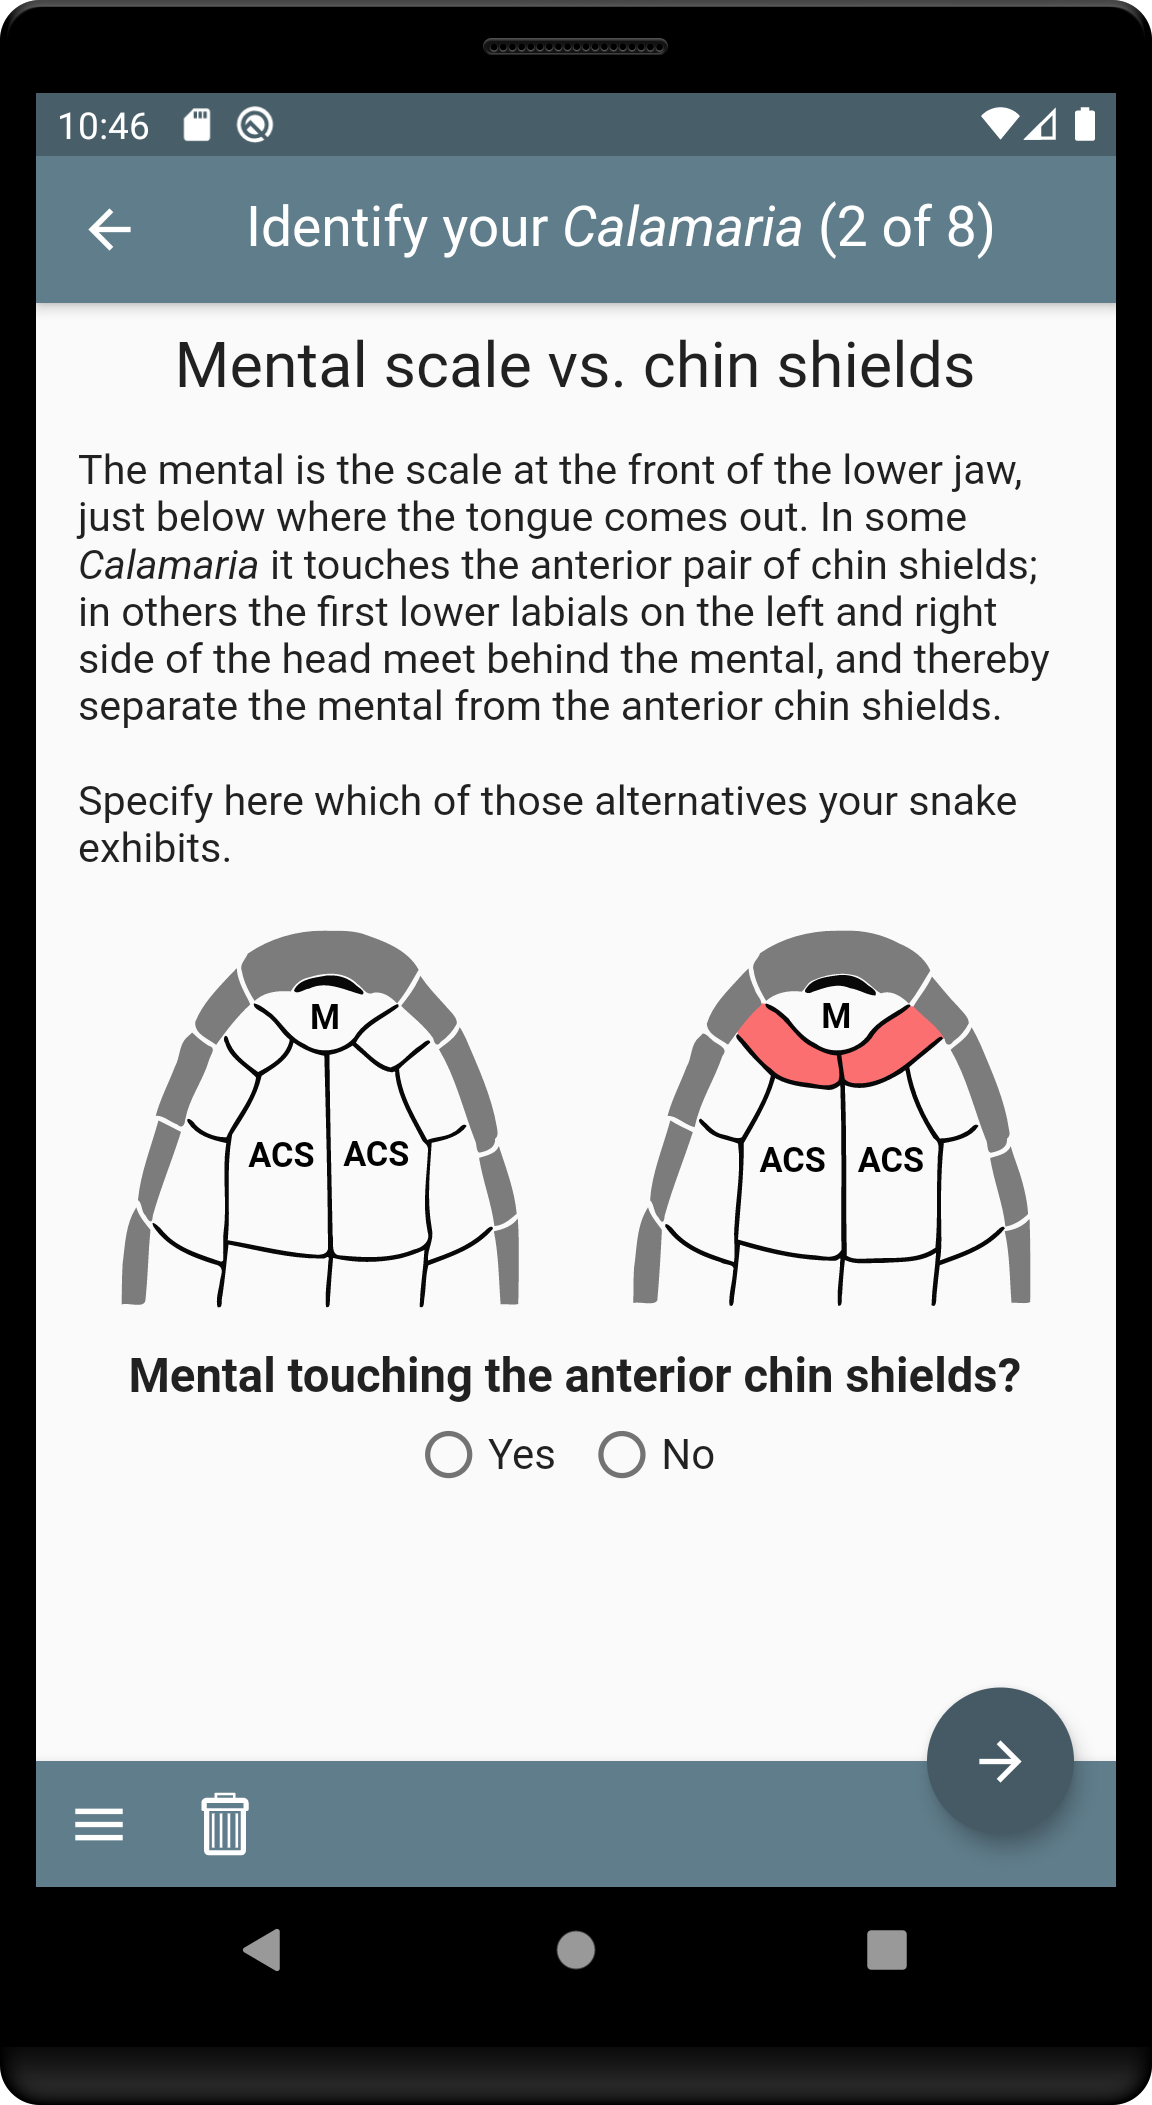 10:46
Identify your Calamaria (2 of 8)
Mental scale vs. chin shields
The mental is the scale at the front of the lower jaw,
just below where the tongue comes out. In some
Calamaria it touches the anterior pair of chin shields;
in others the first lower labials on the left and right
side of the head meet behind the mental, and thereby
separate the mental from the anterior chin shields.
Specify here which of those alternatives your snake
exhibits.
M
ACS ACS
M
ACS ACS
Mental touching the anterior chin shields?
Yes No